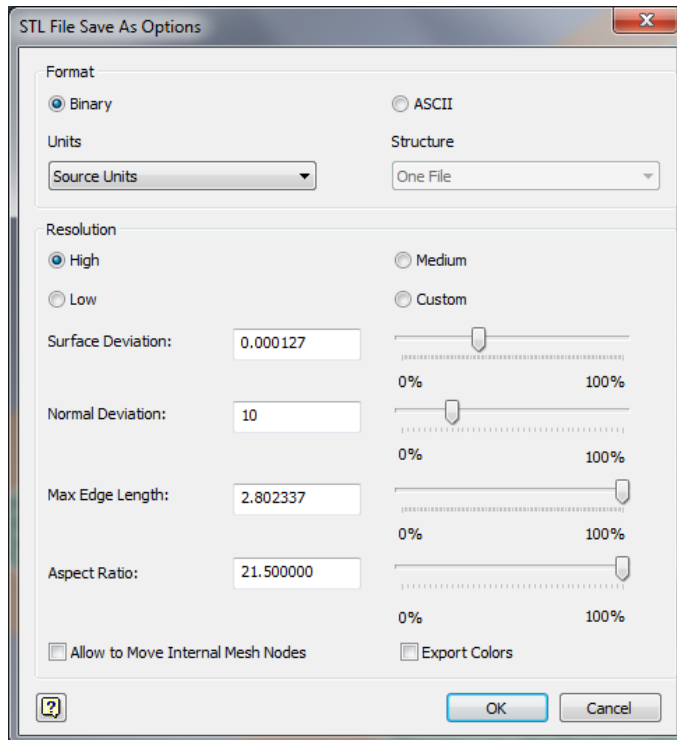 STL File Save As Options
Format
Binary
ASCII
Units
Structure
Source Units
One File
Resolution
High
Medium
Low
Custom
Surface Deviation:
0.000127
0%
100%
Normal Deviation:
10
0%
100%
Max Edge Length:
2.802337
0%
100%
Aspect Ratio:
21.500000
0%
100%
Allow to Move Internal Mesh Nodes
Export Colors
?
OK
Cancel